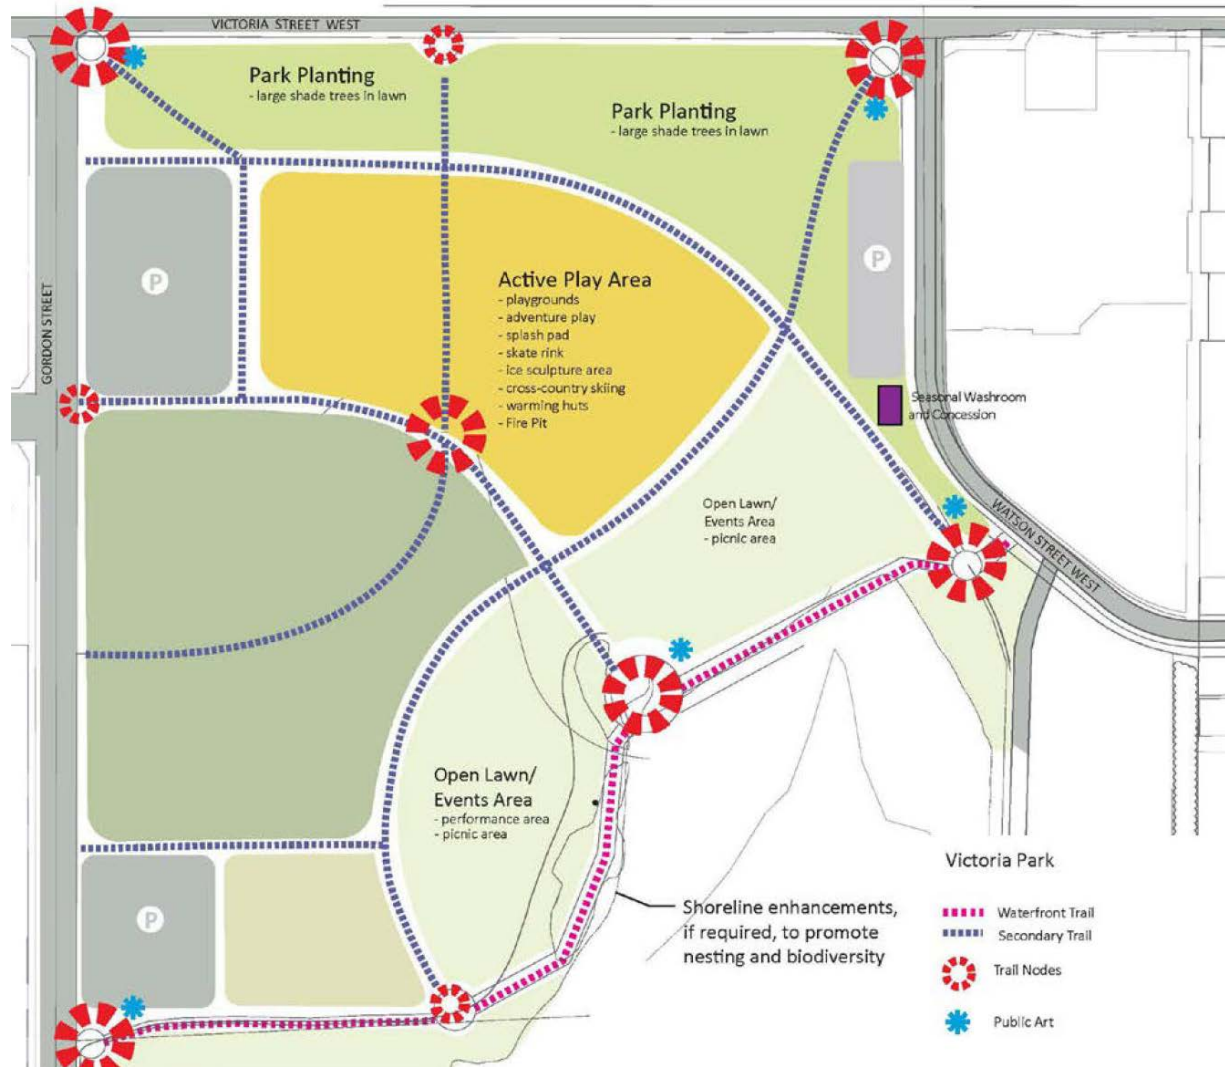 VICTORIA STREET WEST
Park Planting
- large shade trees in lawn
Park Planting
- large shade trees in lawn
P
P
GORDON STREET
Active Play Area
- playgrounds
- adventure play
- splash pad
- skate rink
- ice sculpture area
- cross-country skiing
- warming huts
- Fire Pit
Seasonal Washroom
and Concession
Open Lawn/
Events Area
- picnic area
WATSON STREET WEST
Open Lawn/
Events Area
- performance area
- picnic area
P
Shoreline enhancements,
if required, to promote
nesting and biodiversity
Victoria Park
Waterfront Trail
Secondary Trail
Trail Nodes
Public Art